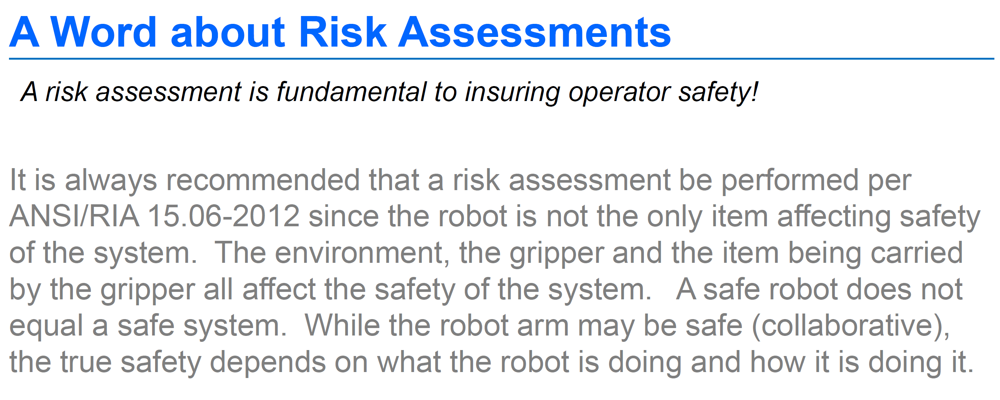 A Word about Risk Assessments
A risk assessment is fundamental to insuring operator safety!
It is always recommended that a risk assessment be performed per
ANSI/RIA 15.06-2012 since the robot is not the only item affecting safety
of the system.  The environment, the gripper and the item being carried
by the gripper all affect the safety of the system.   A safe robot does not
equal a safe system.  While the robot arm may be safe (collaborative),
the true safety depends on what the robot is doing and how it is doing it.